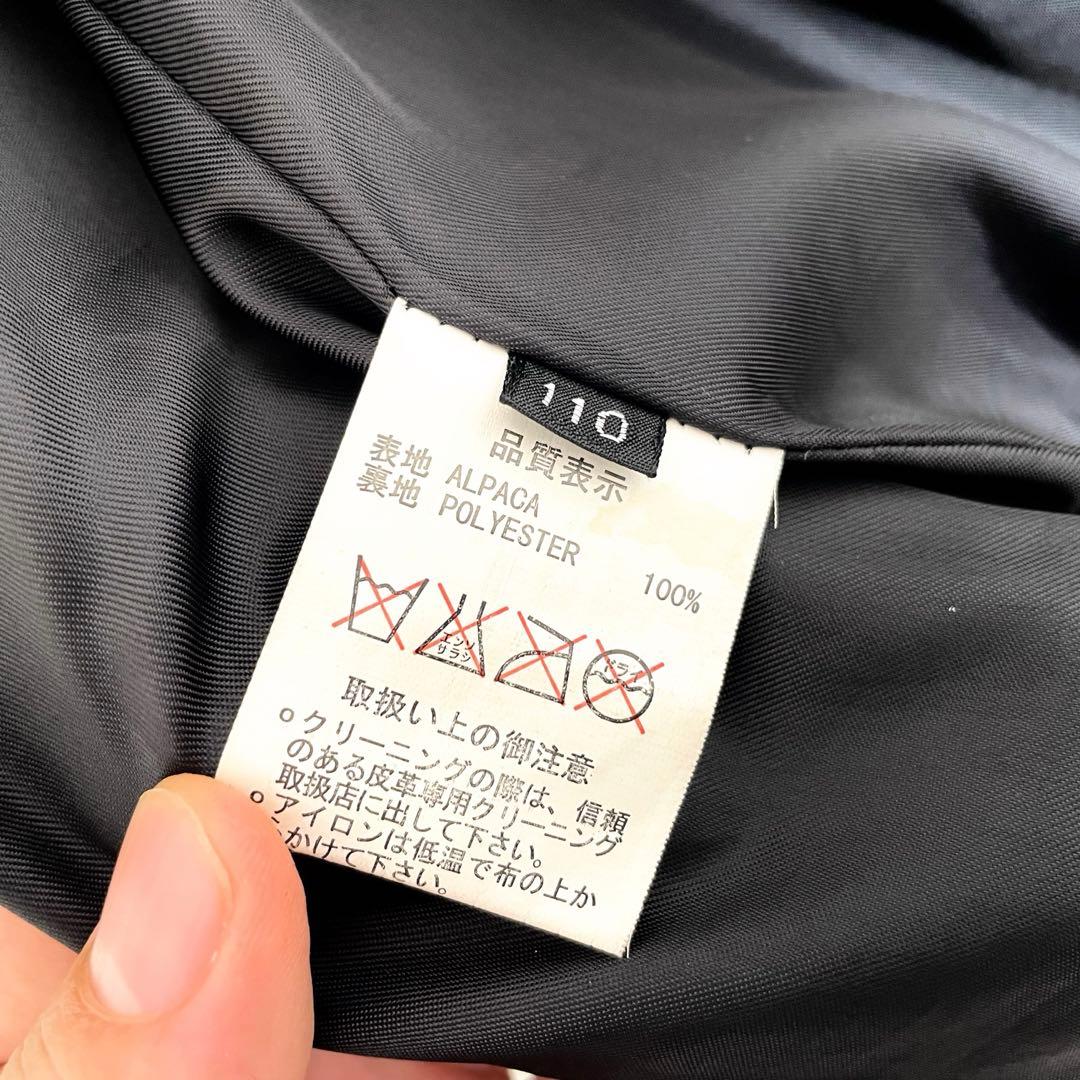 110
品質表示
表地 ALPACA
裏地 POLYESTER 100%
エンソ
サラシ
ドライ
取扱い上の御注意
○クリーニングの際は、信頼
のある皮革専用クリーニング
取扱店に出して下さい。
○アイロンは低温で布の上か
らかけて下さい。